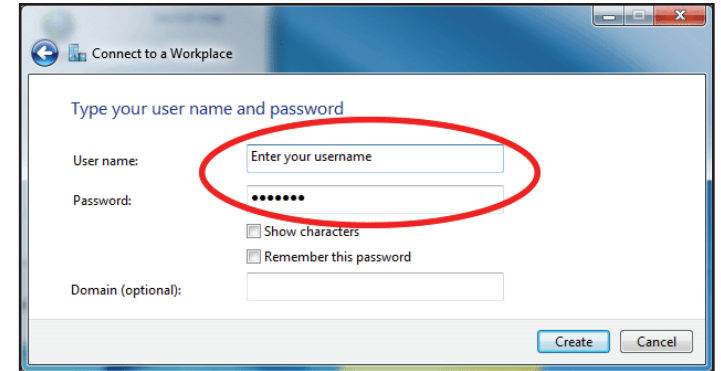 Connect to a Workplace
Type your user name and password
User name:
Enter your username
Password:
•••••••
Show characters
Remember this password
Domain (optional):
Create
Cancel